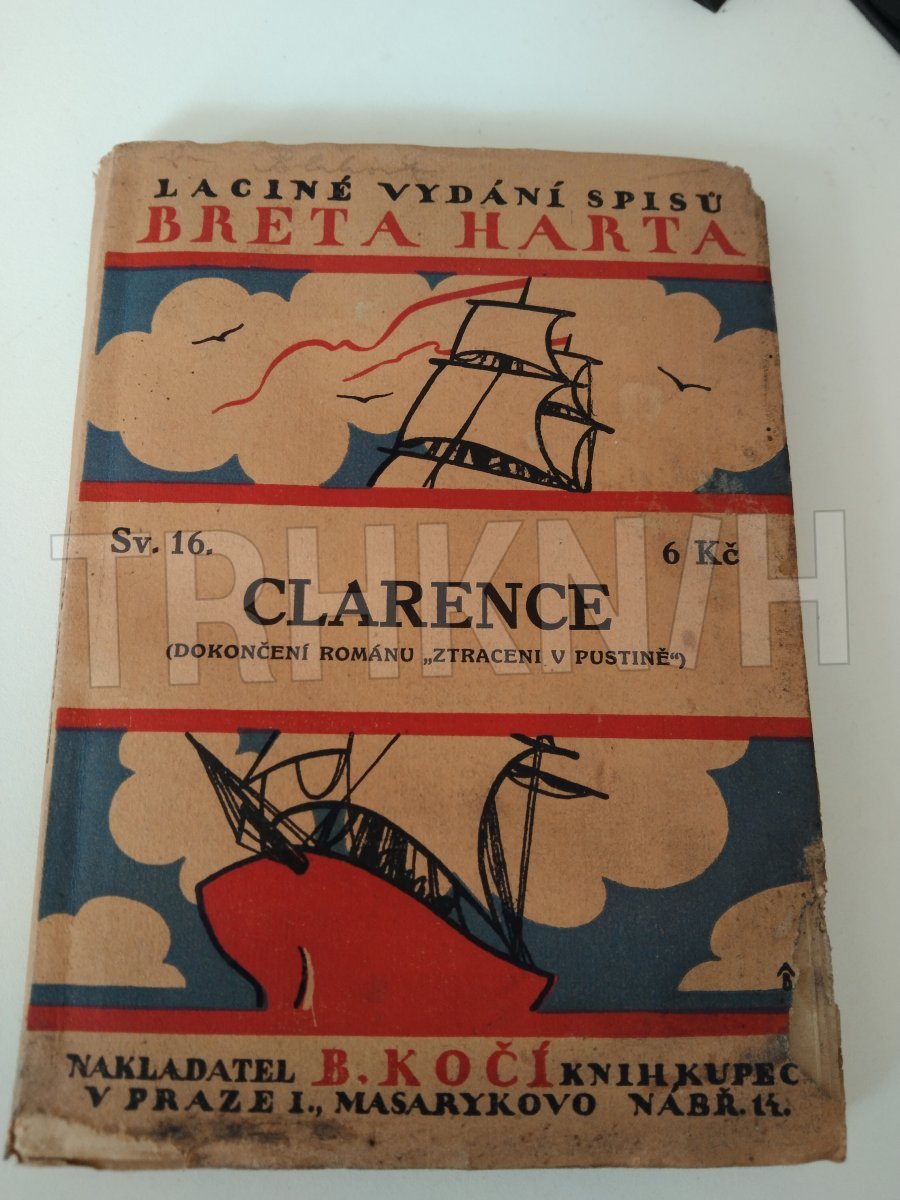 LACINÉ VYDÁNÍ SPISŮ
BRETA HARTA
Sv. 16.
6 Kč
CLARENCE
(DOKONČENÍ ROMÁNU „ZTRACENI V PUSTINĚ“)
TRHKNIH
NAKLADATEL B. KOČÍ KNIHKUPEC
V PRAZE I., MASARYKOVO NÁBŘ. 14.